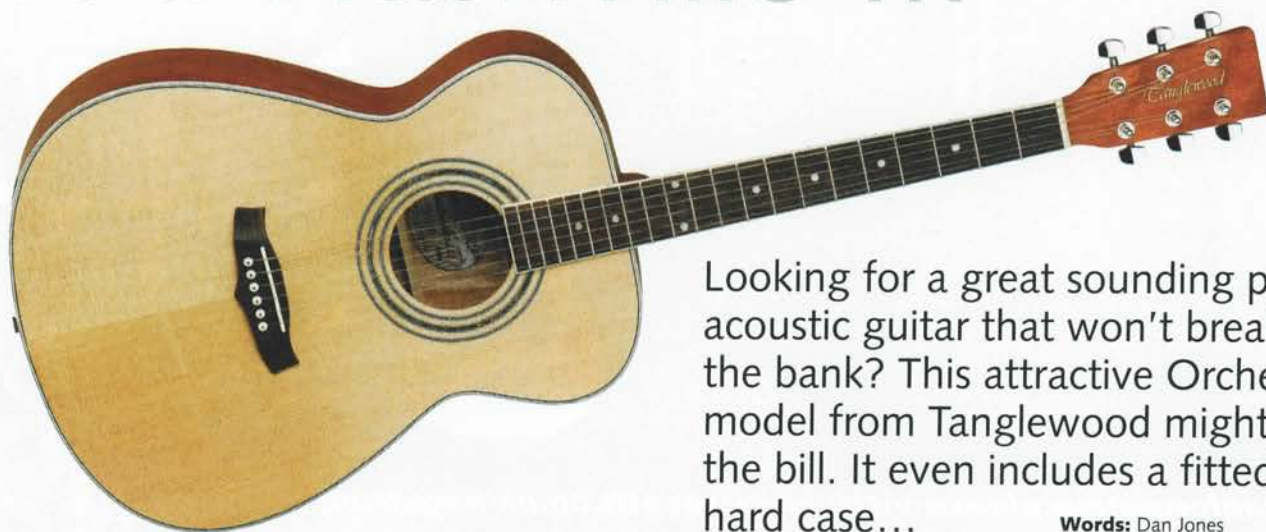 Tanglewood
Looking for a great sounding p
acoustic guitar that won't brea
the bank? This attractive Orche
model from Tanglewood might
the bill. It even includes a fitted
hard case...
Words: Dan Jones